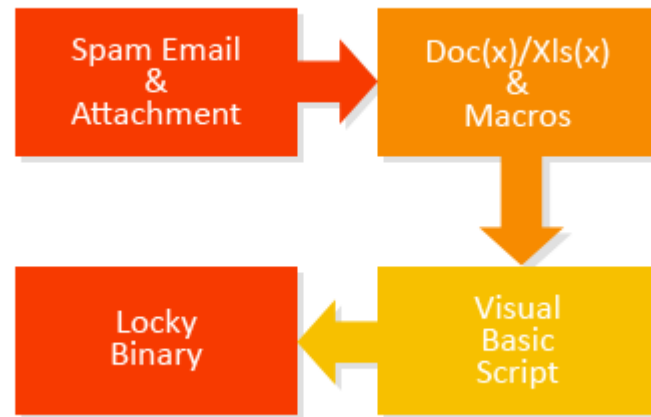 Spam Email
&
Attachment
Doc(x)/Xls(x)
&
Macros
Visual
Basic
Script
Locky
Binary